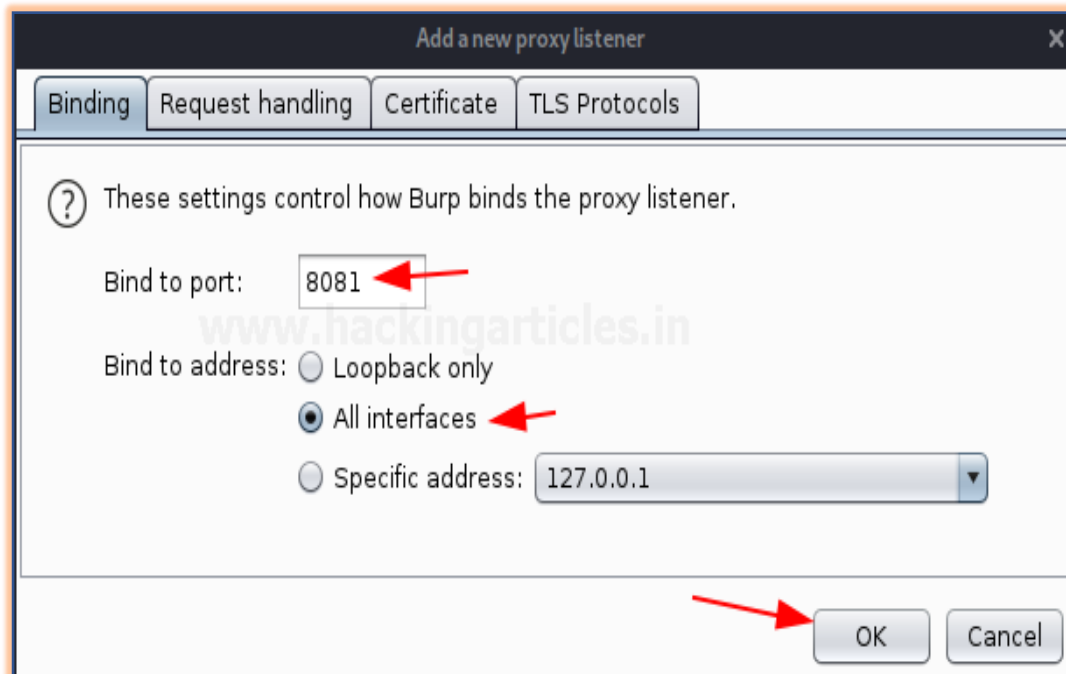 Add a new proxy listener
Binding Request handling Certificate TLS Protocols
? These settings control how Burp binds the proxy listener.
Bind to port: 8081
www.hackingarticles.in
Bind to address: Loopback only
All interfaces
Specific address: 127.0.0.1
OK Cancel